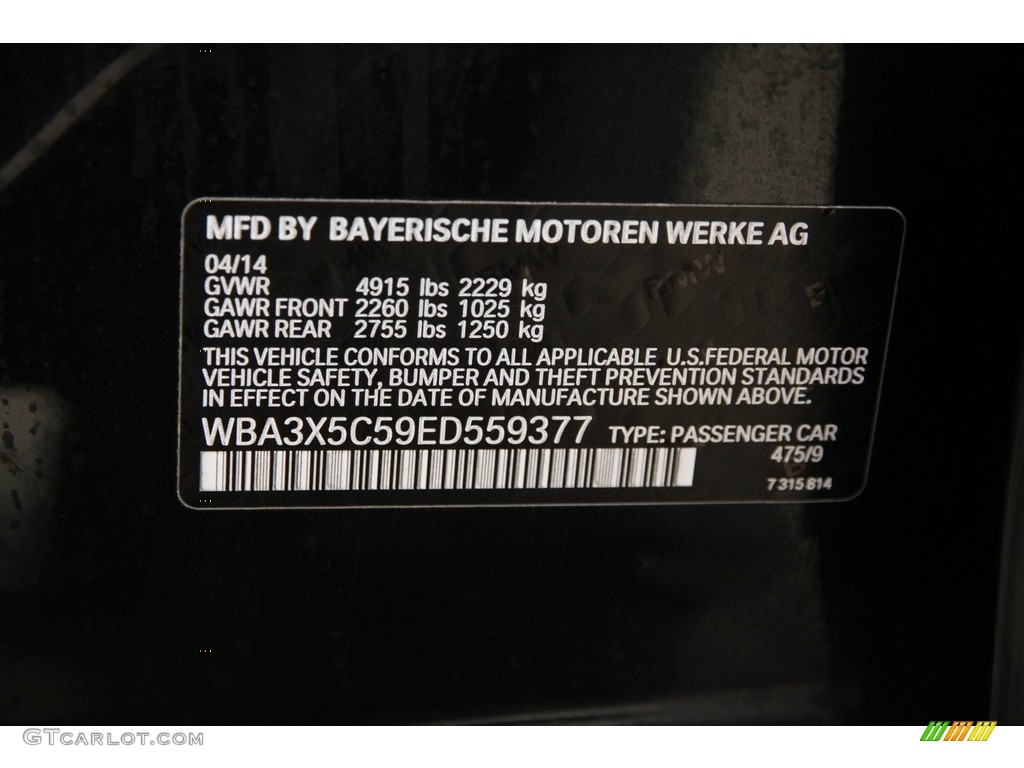 MFD BY BAYERISCHE MOTOREN WERKE AG
04/14
GVWR 4915 lbs 2229 kg
GAWR FRONT 2260 lbs 1025 kg
GAWR REAR 2755 lbs 1250 kg
THIS VEHICLE CONFORMS TO ALL APPLICABLE U.S.FEDERAL MOTOR
VEHICLE SAFETY, BUMPER AND THEFT PREVENTION STANDARDS
IN EFFECT ON THE DATE OF MANUFACTURE SHOWN ABOVE.
WBA3X5C59ED559377 TYPE: PASSENGER CAR
475/9
7 315 814
GTCarlot.com